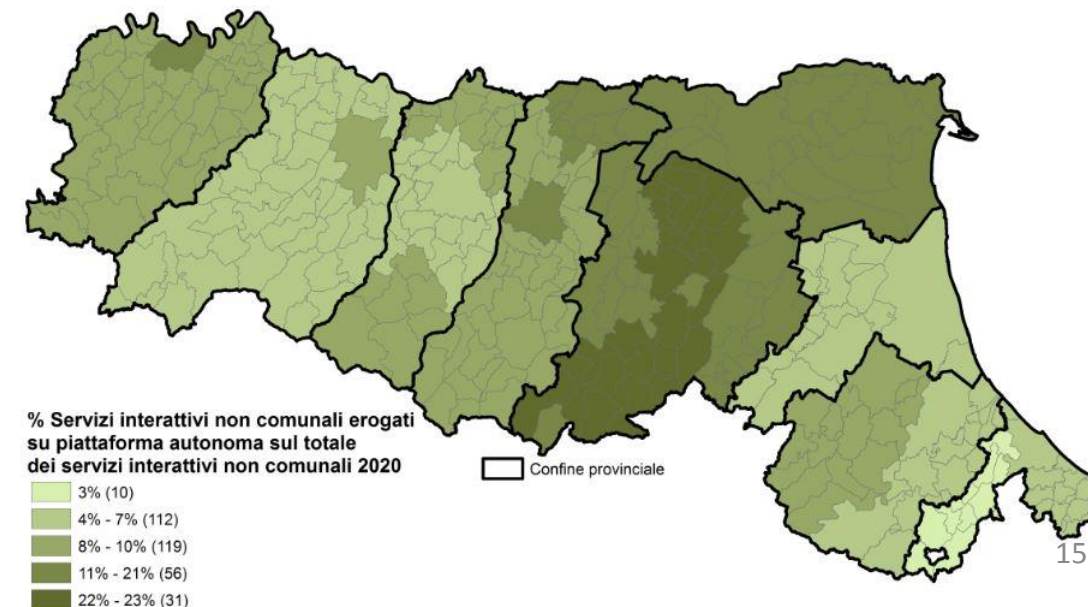 % Servizi interattivi non comunali erogati
su piattaforma autonoma sul totale
dei servizi interattivi non comunali 2020
3% (10)
4% - 7% (112)
8% - 10% (119)
11% - 21% (56)
22% - 23% (31)
Confine provinciale
15